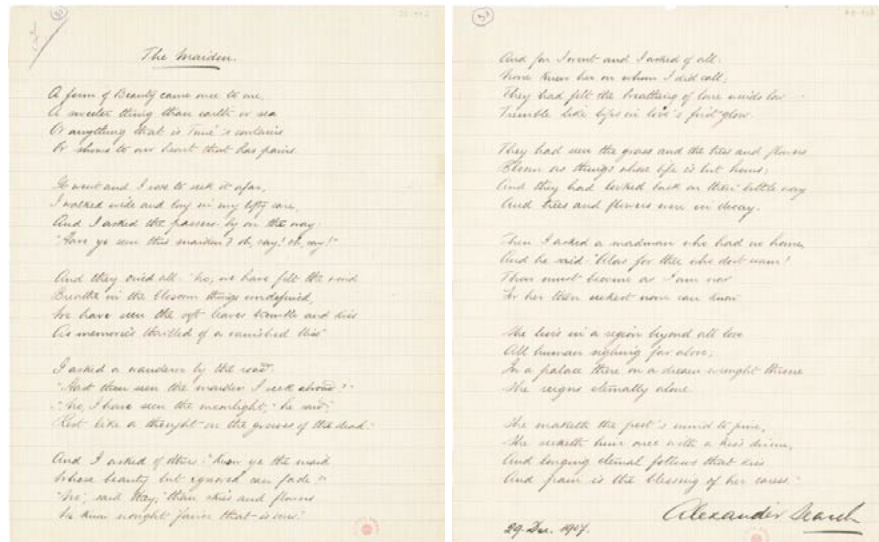 The Maiden.
A form of Beauty came once to me,
A sweeter thing than earth or sea
Or anything that is Time's contains
Or shows to our heart that has pains.
It went and I rose to seek it afar,
I walked wide and long in my lofty care,
And I asked the passers by on the way:
"Have ye seen this maiden? oh, say! oh, say!"
And they cried all: "No, we have felt the wind
Breathe in the blossom things undefined,
We have seen the soft leaves tremble and kiss
As memories thrilled of a vanished bliss"
I asked a wanderer by the road:
"Hast thou seen the maiden I seek abroad?"
"No, I have seen the moonlight," he said,
"Rest like a thought on the graves of the dead."
And I asked of others: "Know ye the maid
Whose beauty but ignored can fade"
"No", said they, "than skies and flowers
We know nought fairer that is ours."
And far I went and I asked of all:
None knew her on whom I did call;
They had felt the breathing of love winds low
Tremble like lips in love's first glow.
They had seen the grass and the trees and flowers
Bloom as things whose life is but hours;
And they had looked back on their little way
And trees and flowers were in decay.
Then I asked a madman who had no home,
And he said: "Alas for thee who dost
Thou must become as I am now
For her thou seekest none can know
She lives in a region beyond all love
All human sighing far above;
In a palace there on a dream wrought throne
She reigns eternally alone.
She maketh the poet's mind to pine,
She seeketh him once with a kiss divine,
And longing eternal follows that kiss
And pain is the blessing of her caress."
Alexander Search
29. Dec. 1907.